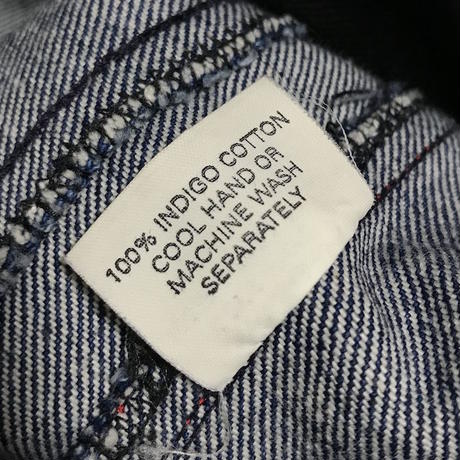 100% INDIGO COTTON
COOL HAND OR
MACHINE WASH
SEPARATELY